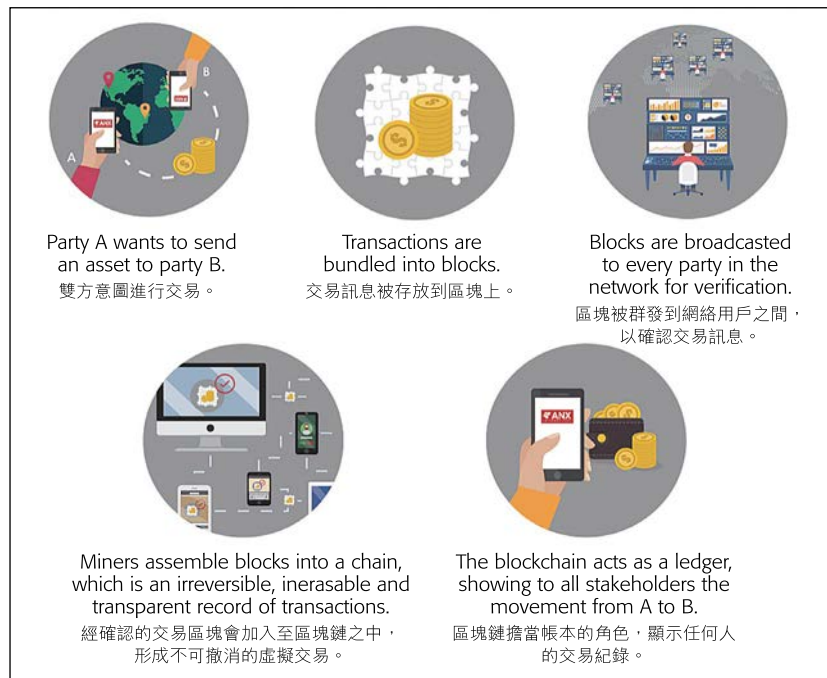 A
B
ANX
ANX
Party A wants to send
an asset to party B.
雙方意圖進行交易。
Transactions are
bundled into blocks.
交易訊息被存放到區塊上。
Blocks are broadcasted
to every party in the
network for verification.
區塊被群發到網絡用戶之間，
以確認交易訊息。
ANX
Miners assemble blocks into a chain,
which is an irreversible, inerasable and
transparent record of transactions.
經確認的交易區塊會加入至區塊鏈之中，
形成不可撤消的虛擬交易。
The blockchain acts as a ledger,
showing to all stakeholders the
movement from A to B.
區塊鏈擔當帳本的角色，顯示任何人
的交易紀錄。